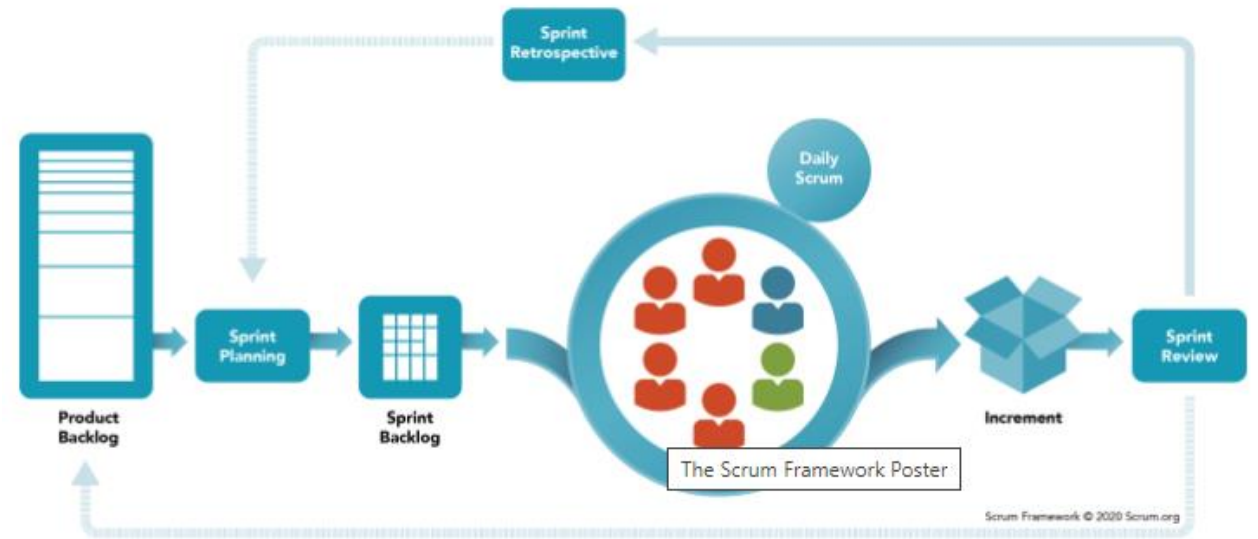 Sprint
Retrospective
Daily
Scrum
Sprint
Planning
Sprint
Review
Product
Backlog
Sprint
Backlog
Increment
The Scrum Framework Poster
Scrum Framework © 2020 Scrum.org